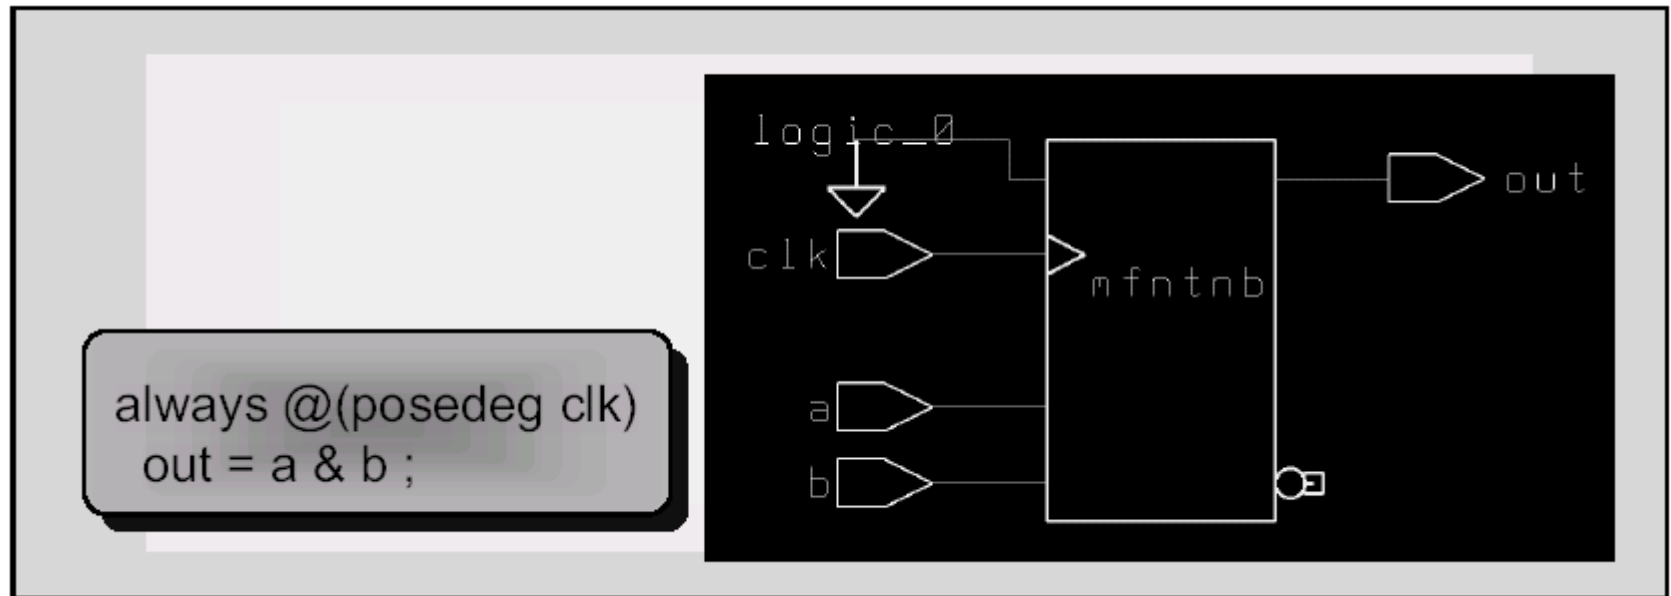 always @(posedeg clk)
out = a & b ;
logic_0
clk
mfntnb
a
b
out